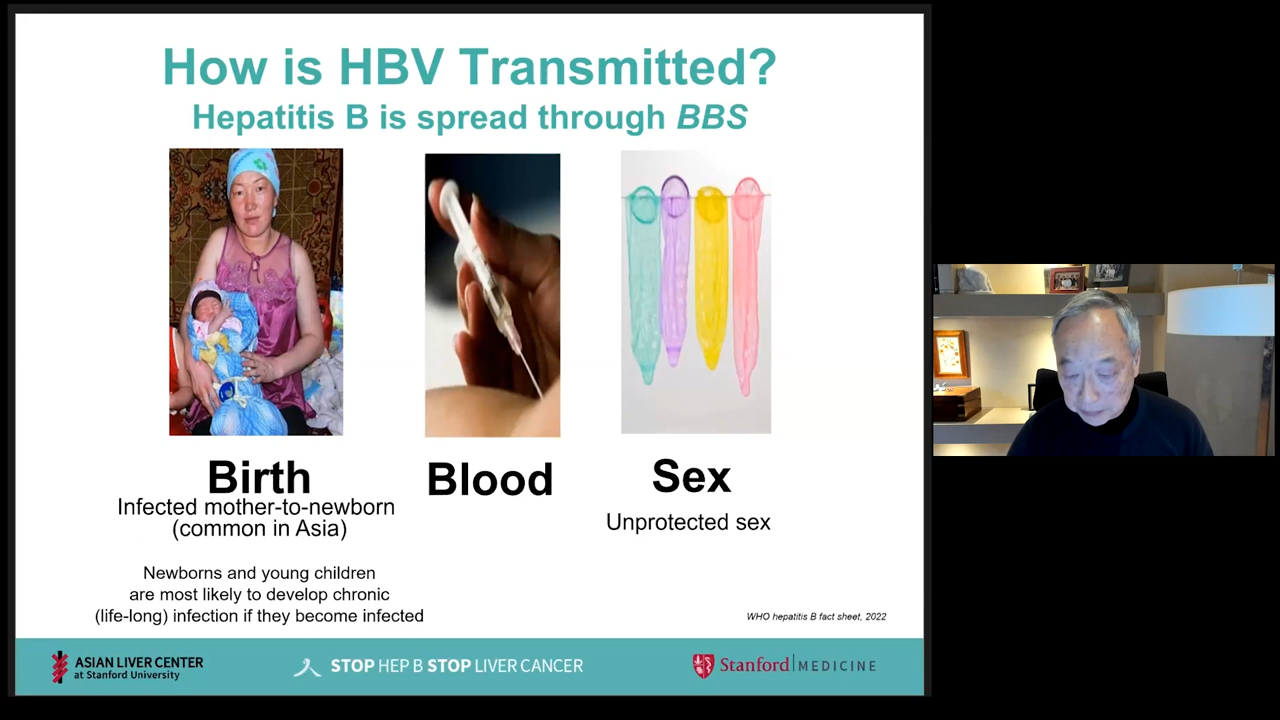 How is HBV Transmitted?
Hepatitis B is spread through BBS
Birth
Infected mother-to-newborn
(common in Asia)
Newborns and young children
are most likely to develop chronic
(life-long) infection if they become infected
Blood
Sex
Unprotected sex
WHO hepatitis B fact sheet, 2022
ASIAN LIVER CENTER
at Stanford University
STOP HEP B STOP LIVER CANCER
Stanford MEDICINE